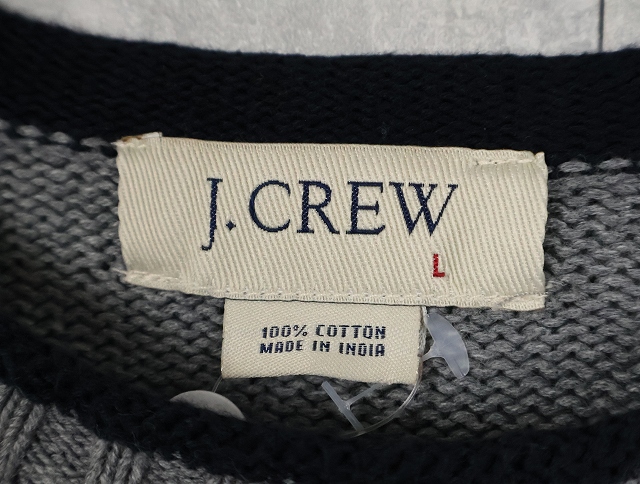 J.CREW
L
100% COTTON
MADE IN INDIA